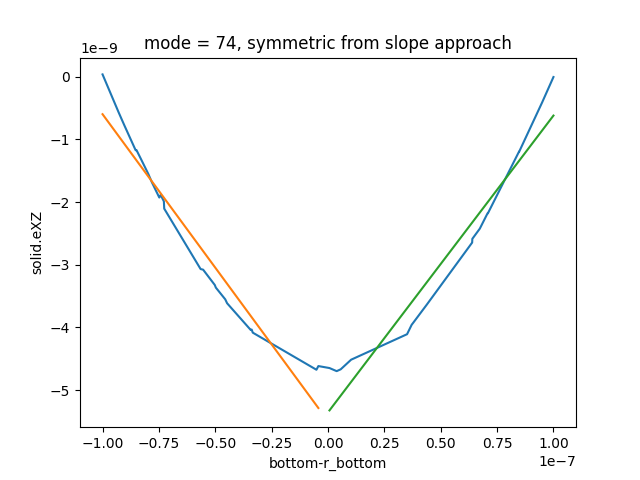 mode = 74, symmetric from slope approach
1e−9
0
−1
−2
−3
−4
−5
solid.eXZ
−1.00 −0.75 −0.50 −0.25 0.00 0.25 0.50 0.75 1.00
1e−7
bottom-r_bottom